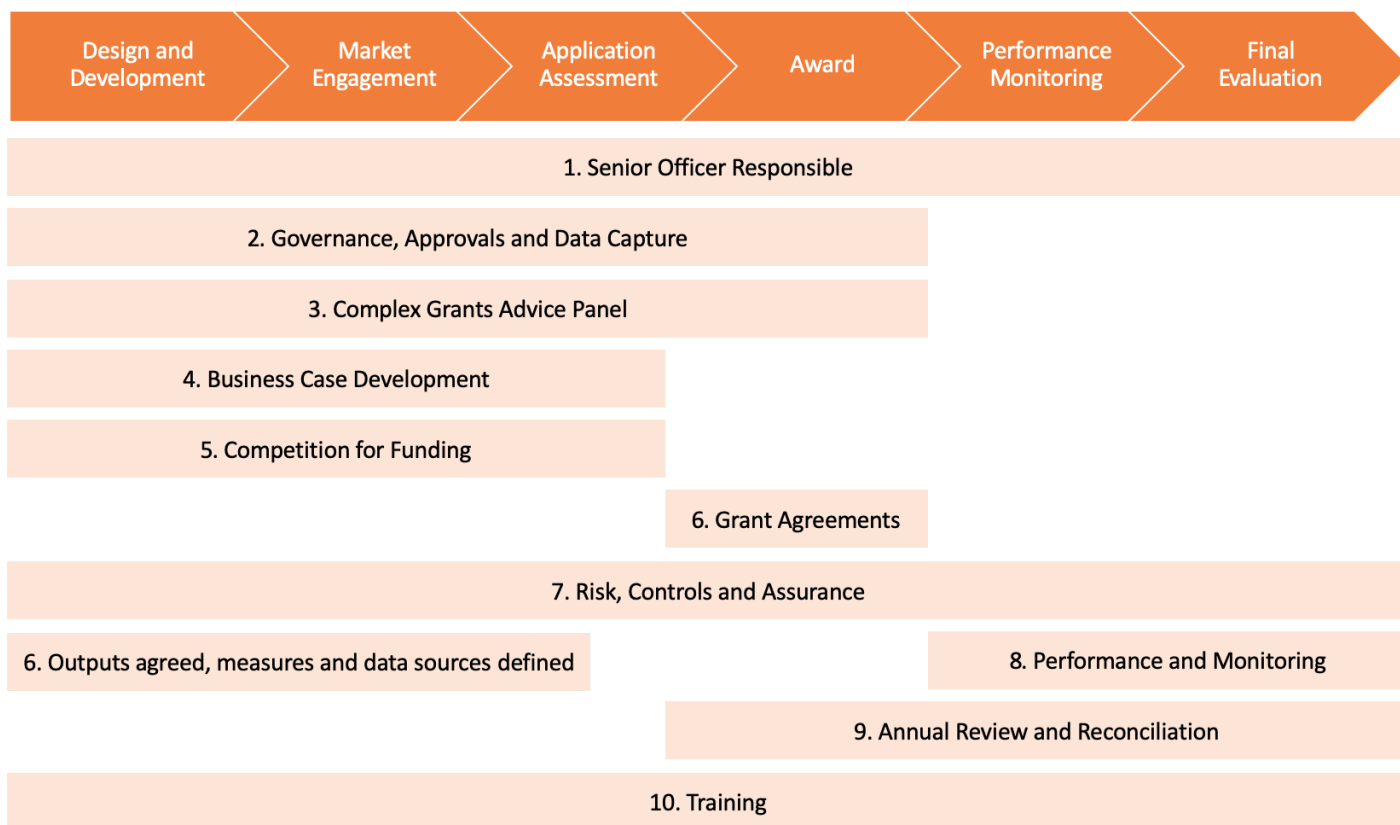 Design and
Development
Market
Engagement
Application
Assessment
Award
Performance
Monitoring
Final
Evaluation
1. Senior Officer Responsible
2. Governance, Approvals and Data Capture
3. Complex Grants Advice Panel
4. Business Case Development
5. Competition for Funding
6. Grant Agreements
7. Risk, Controls and Assurance
6. Outputs agreed, measures and data sources defined
8. Performance and Monitoring
9. Annual Review and Reconciliation
10. Training